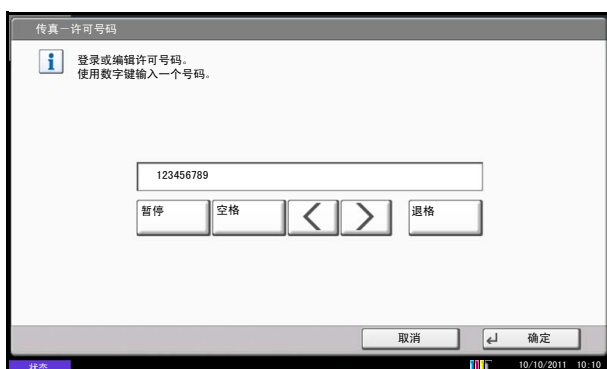 传真－许可号码
登录或编辑许可号码。
使用数字键输入一个号码。
123456789
暂停 空格 退格
取消 确定
状态 10/10/2011 10:10